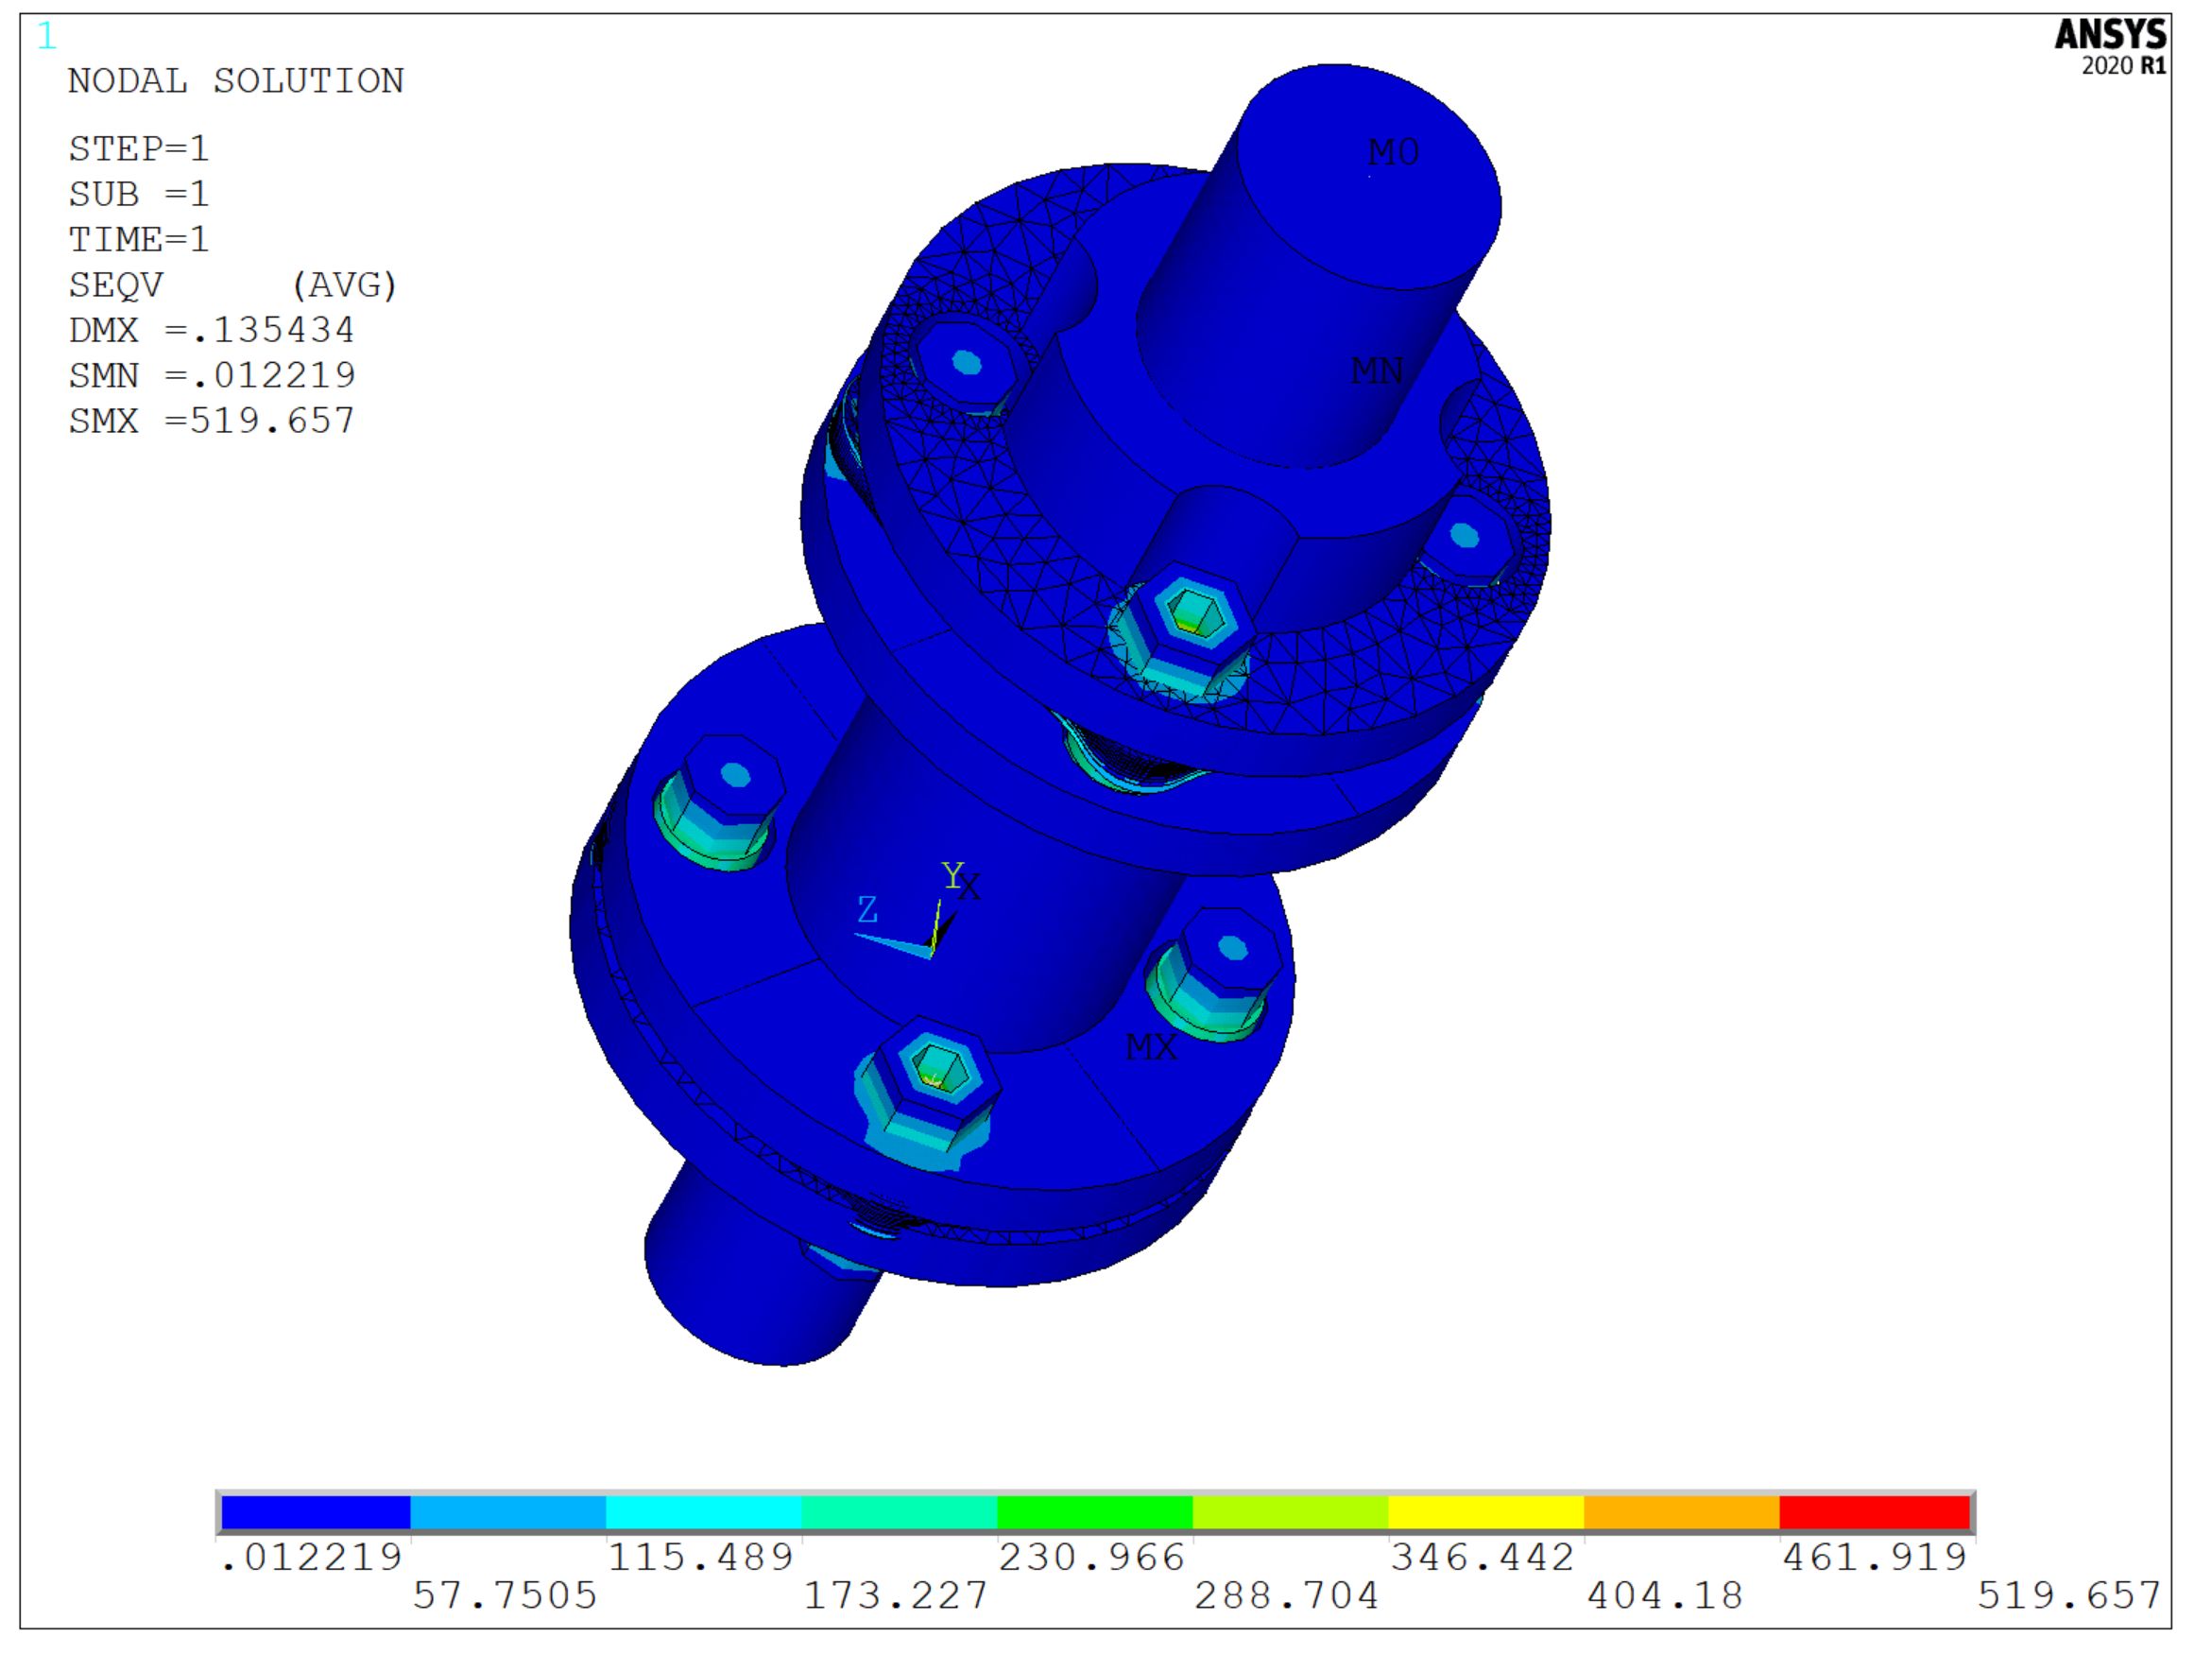 1
ANSYS
2020 R1
NODAL SOLUTION
STEP=1
SUB =1
TIME=1
SEQV (AVG)
DMX =.135434
SMN =.012219
SMX =519.657
MO
MN
Y
X
Z
MX
.012219
57.7505
115.489
173.227
230.966
288.704
346.442
404.18
461.919
519.657